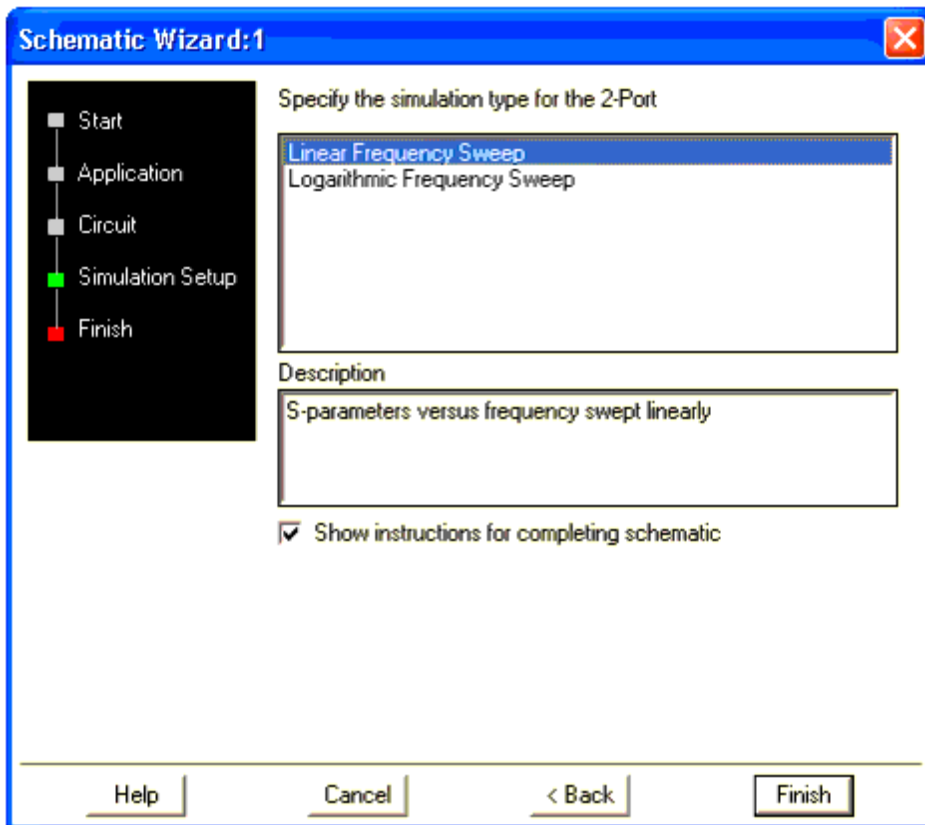 Schematic Wizard:1
Start
Application
Circuit
Simulation Setup
Finish
Specify the simulation type for the 2-Port
Linear Frequency Sweep
Logarithmic Frequency Sweep
Description
S-parameters versus frequency swept linearly
Show instructions for completing schematic
Help
Cancel
< Back
Finish